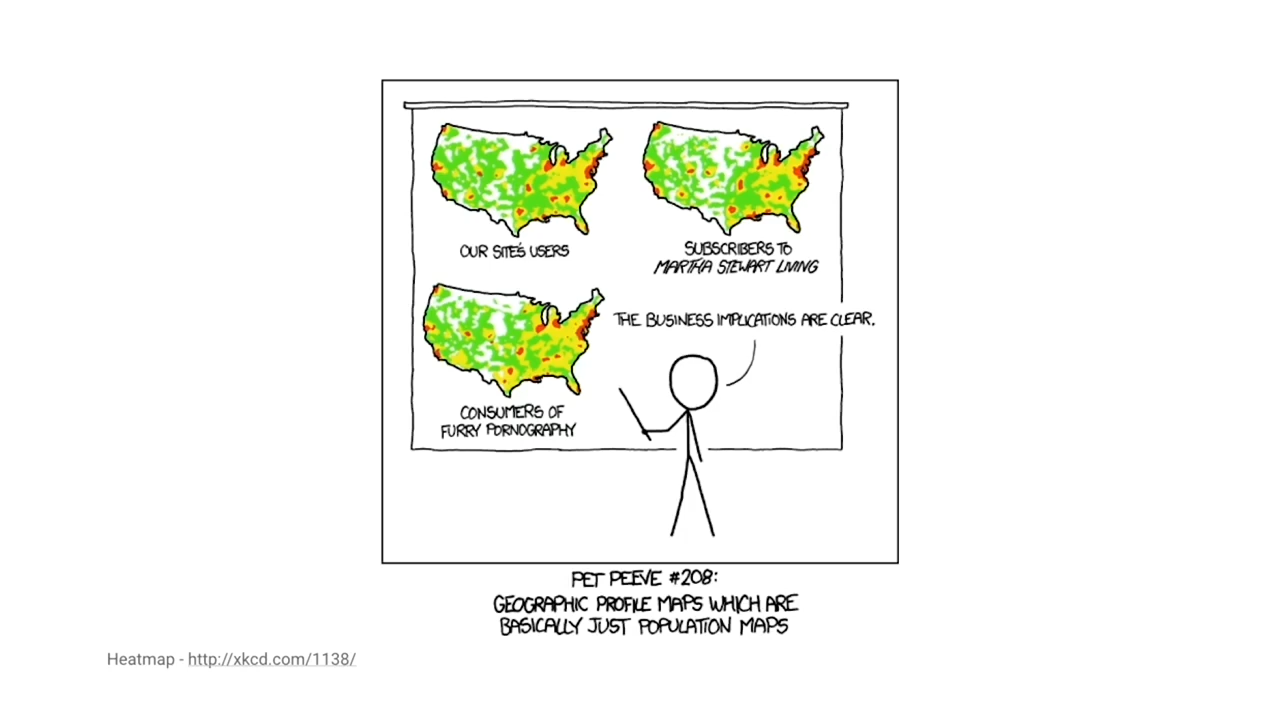 OUR SITE'S USERS
SUBSCRIBERS TO
MARTHA STEWART LIVING
THE BUSINESS IMPLICATIONS ARE CLEAR.
CONSUMERS OF
FURRY PORNOGRAPHY
PET PEEVE #208:
GEOGRAPHIC PROFILE MAPS WHICH ARE
BASICALLY JUST POPULATION MAPS
Heatmap - http://xkcd.com/1138/